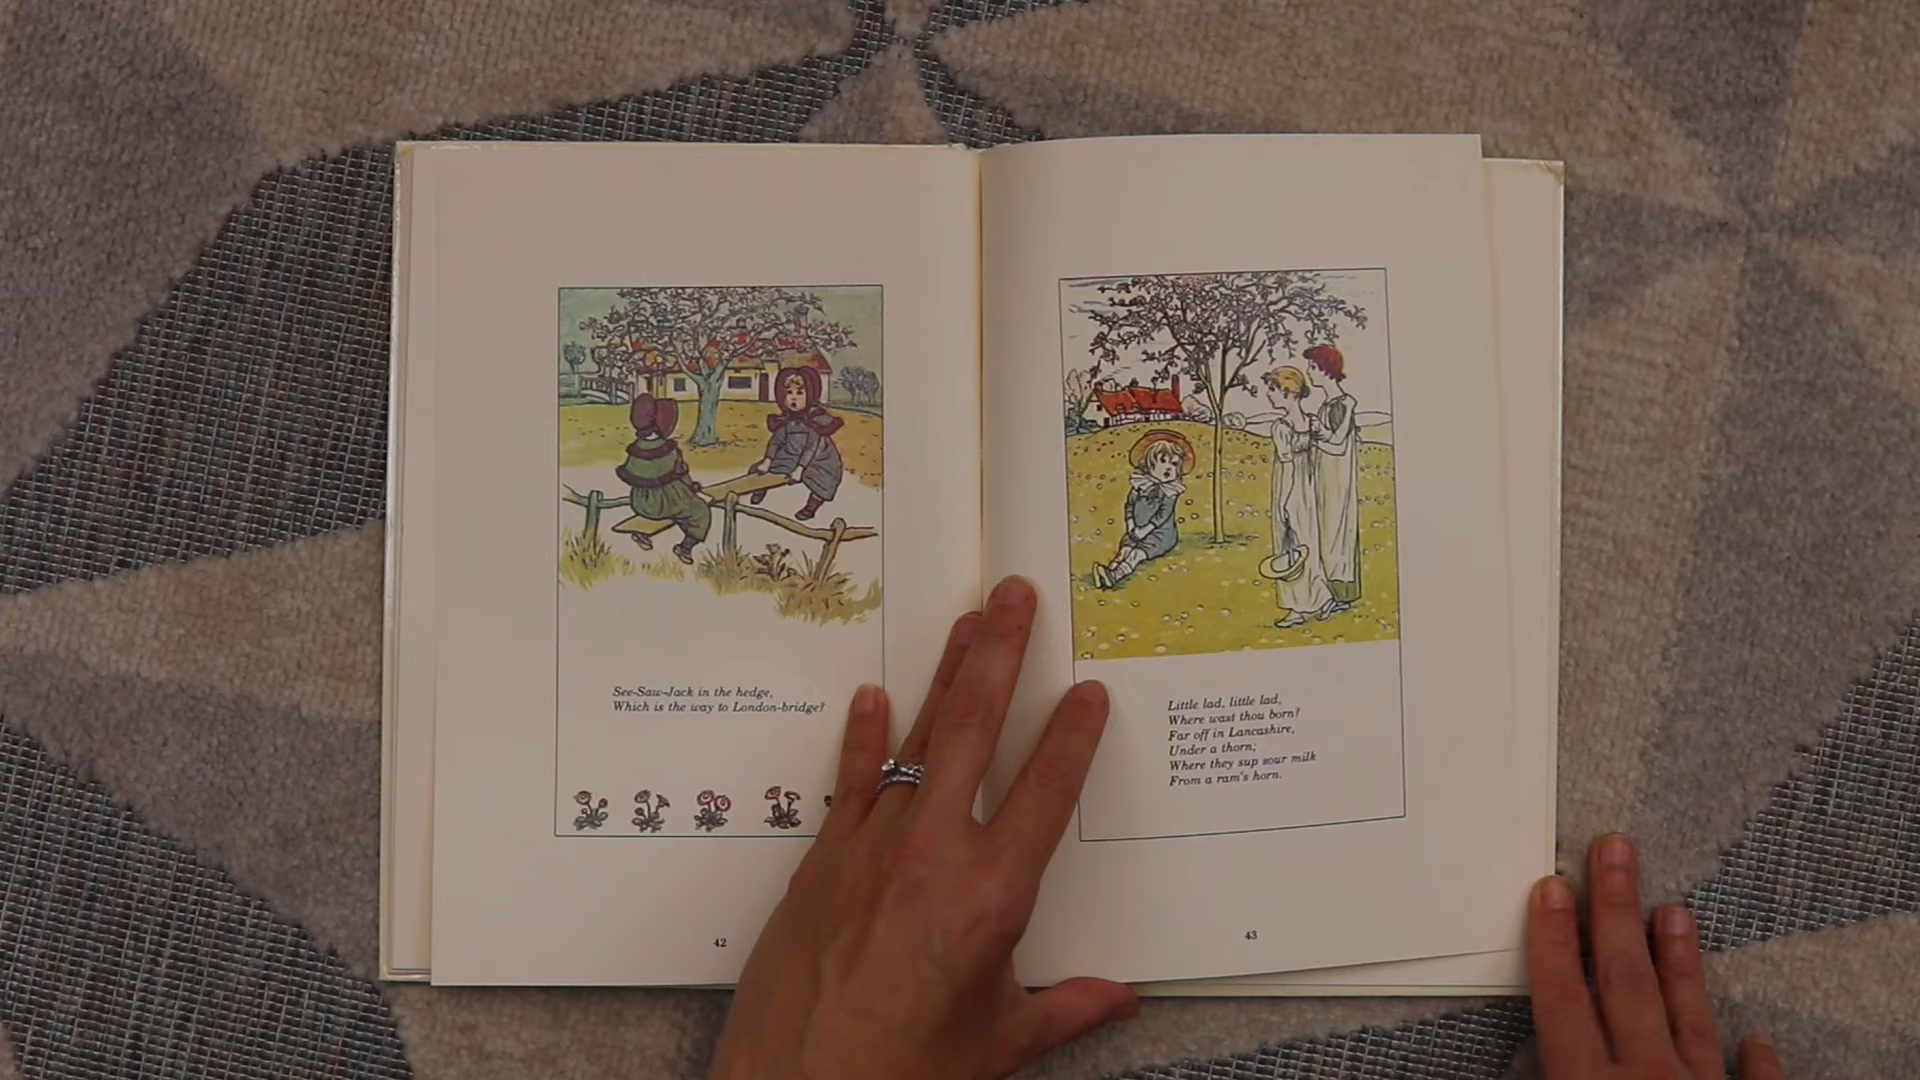 See-Saw-Jack in the hedge,
Which is the way to London-bridge?
42
Little lad, little lad,
Where wast thou born?
Far off in Lancashire,
Under a thorn;
Where they sup sour milk
From a ram's horn.
43